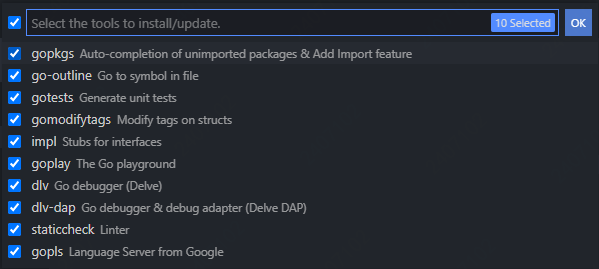 Select the tools to install/update. 10 Selected OK
gopkgs Auto-completion of unimported packages & Add Import feature
go-outline Go to symbol in file
gotests Generate unit tests
gomodifytags Modify tags on structs
impl Stubs for interfaces
goplay The Go playground
dlv Go debugger (Delve)
dlv-dap Go debugger & debug adapter (Delve DAP)
staticcheck Linter
gopls Language Server from Google